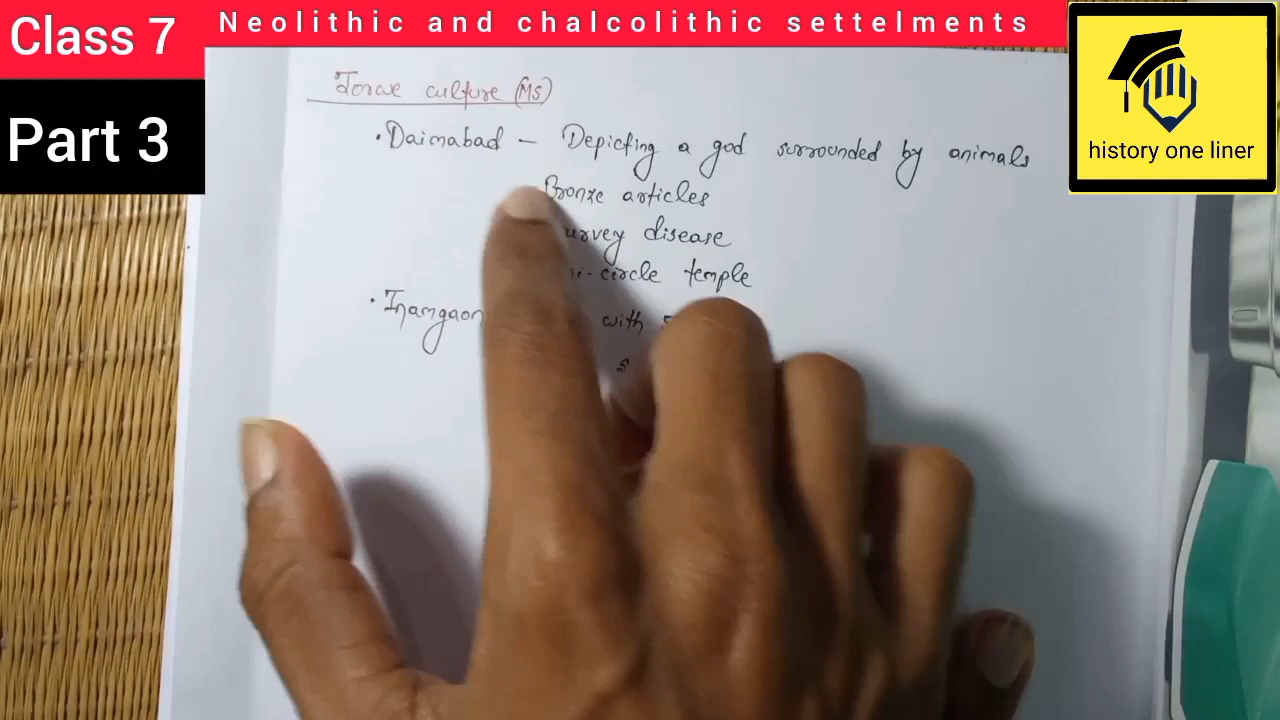 Class 7
Neolithic and chalcolithic settelments
Part 3
history one liner
Jorwe culture (MS)
• Daimabad – Depicting a god surrounded by animals
Bronze articles
disease
circle temple
• Inamgaon with 5